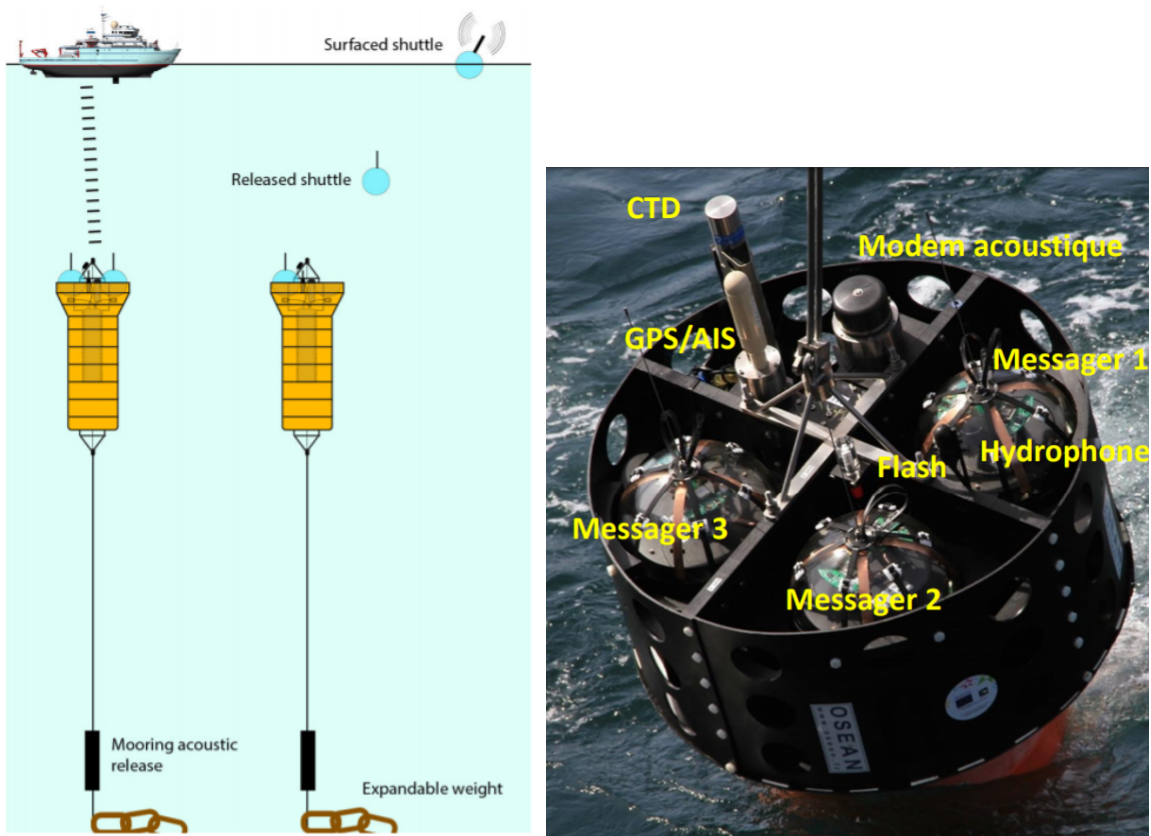 Surfaced shuttle
Released shuttle
Mooring acoustic
release
Expandable weight
CTD
Modem acoustique
GPS/AIS
Messager 1
Hydrophone
Flash
Messager 3
Messager 2
OSEAN